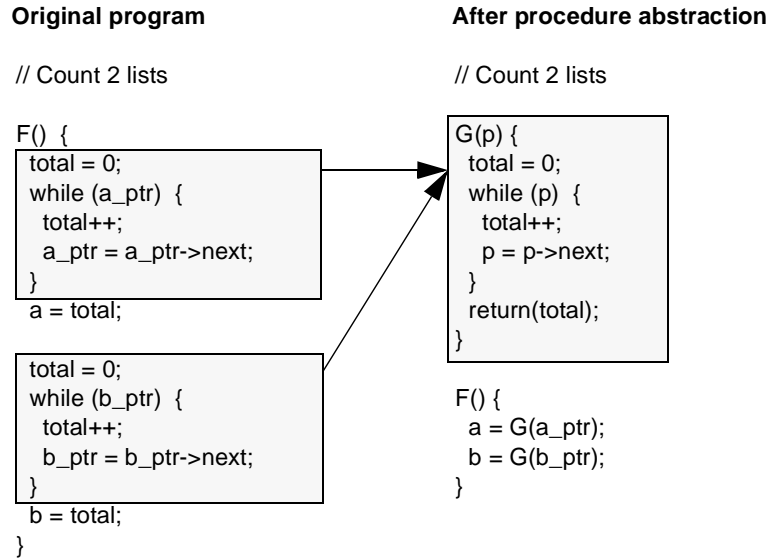 Original program
// Count 2 lists
F()  {
total = 0;
while (a_ptr)  {
total++;
a_ptr = a_ptr->next;
}
a = total;
total = 0;
while (b_ptr)  {
total++;
b_ptr = b_ptr->next;
}
b = total;
}
After procedure abstraction
// Count 2 lists
G(p) {
total = 0;
while (p)  {
total++;
p = p->next;
}
return(total);
}
F() {
a = G(a_ptr);
b = G(b_ptr);
}